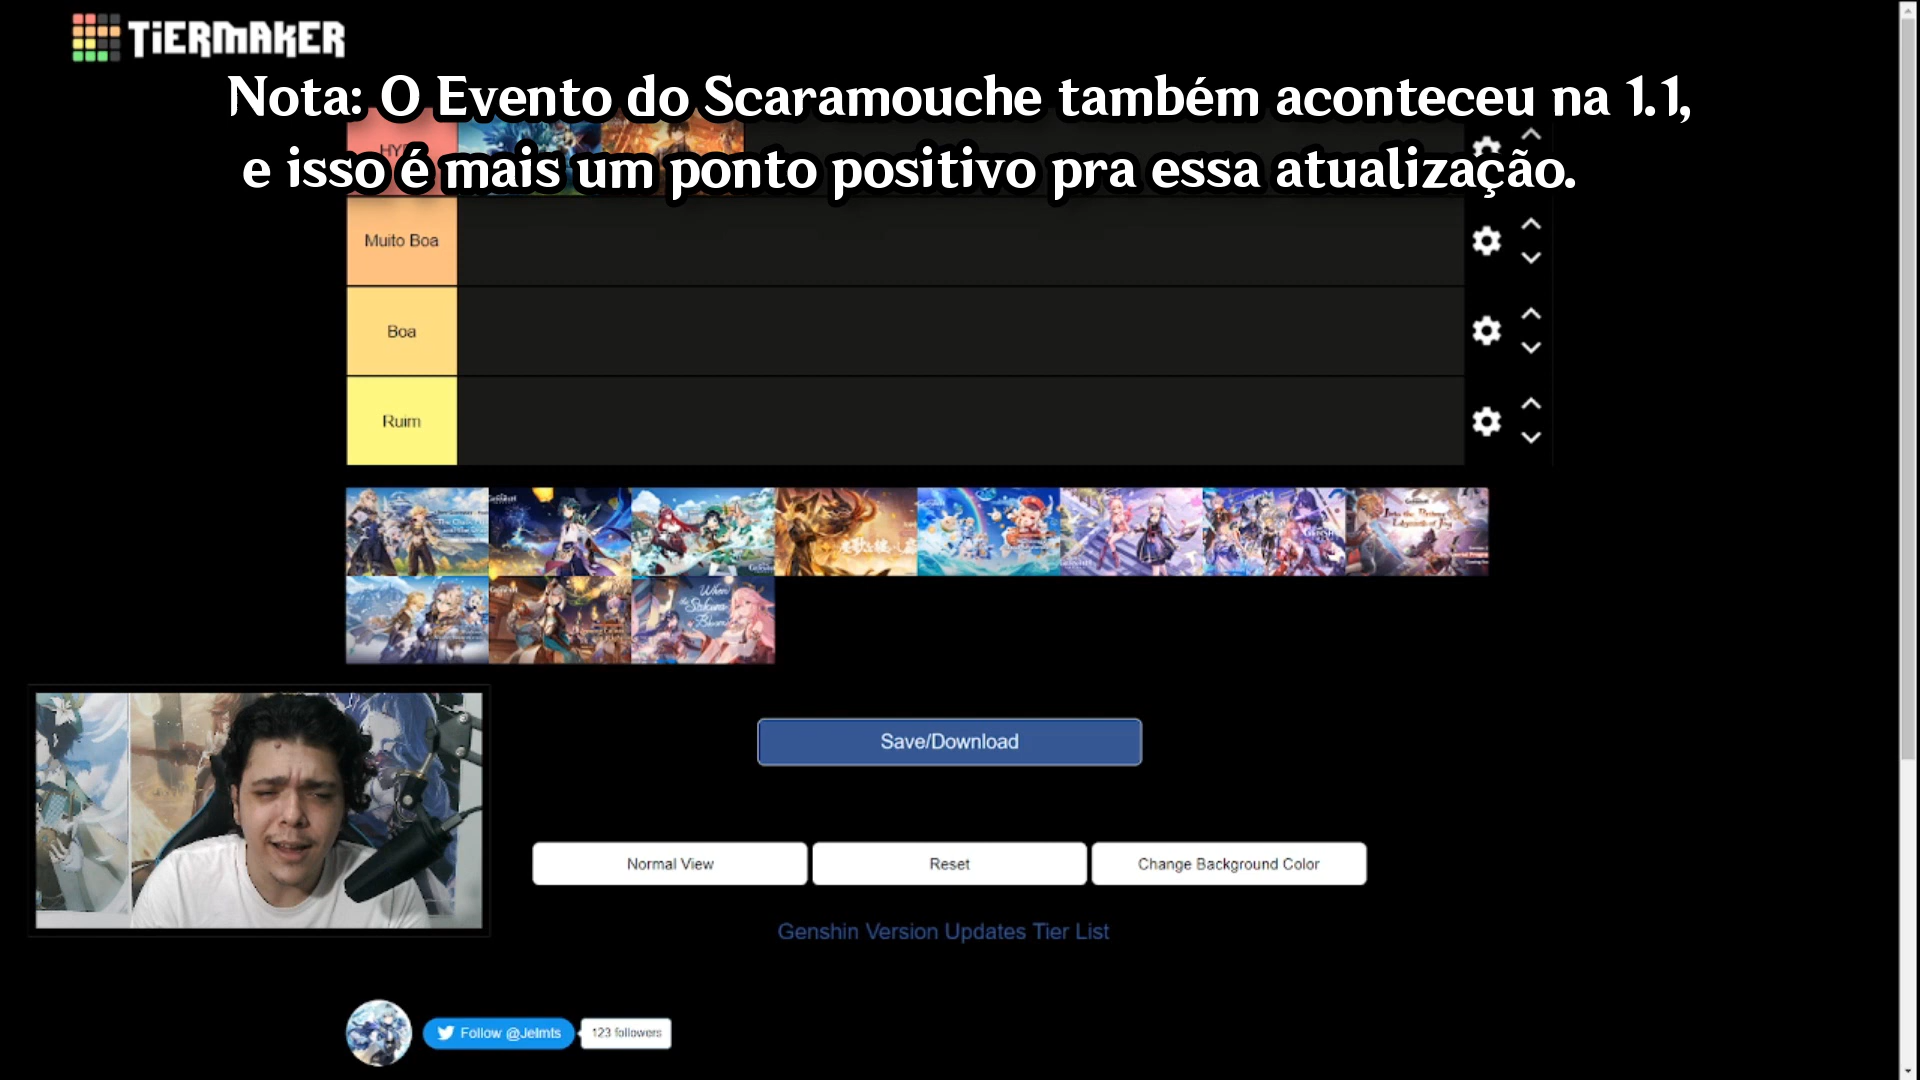 TiERMAKER
Nota: O Evento do Scaramouche também aconteceu na 1.1,
e isso é mais um ponto positivo pra essa atualização.
Muito Boa
Boa
Ruim
Save/Download
Normal View
Reset
Change Background Color
Genshin Version Updates Tier List
Follow @Jelmts
123 followers